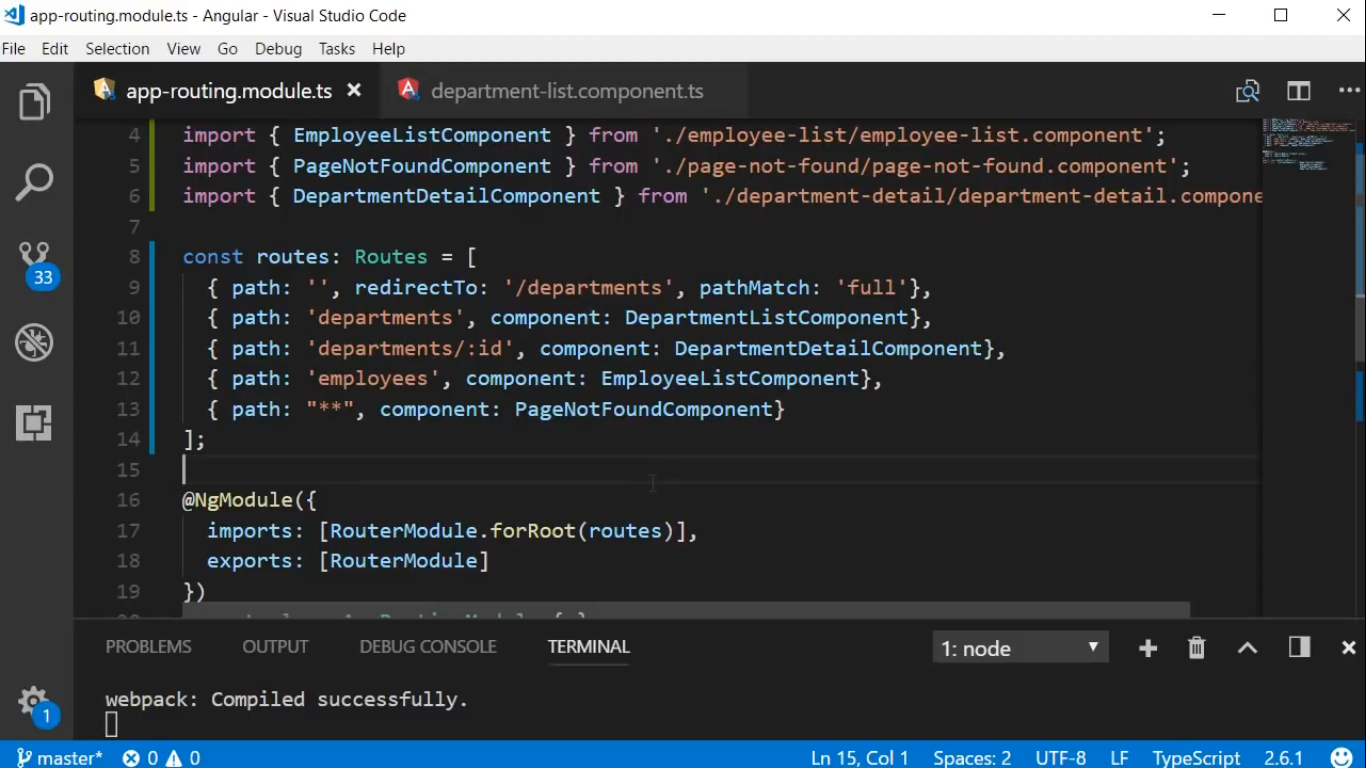 app-routing.module.ts - Angular - Visual Studio Code
File Edit Selection View Go Debug Tasks Help
app-routing.module.ts department-list.component.ts
4 import { EmployeeListComponent } from './employee-list/employee-list.component';
5 import { PageNotFoundComponent } from './page-not-found/page-not-found.component';
6 import { DepartmentDetailComponent } from './department-detail/department-detail.compone
7
8 const routes: Routes = [
9 { path: '', redirectTo: '/departments', pathMatch: 'full'},
10 { path: 'departments', component: DepartmentListComponent},
11 { path: 'departments/:id', component: DepartmentDetailComponent},
12 { path: 'employees', component: EmployeeListComponent},
13 { path: "**", component: PageNotFoundComponent}
14 ];
15
16 @NgModule({
17 imports: [RouterModule.forRoot(routes)],
18 exports: [RouterModule]
19 })
33
PROBLEMS OUTPUT DEBUG CONSOLE TERMINAL 1: node
webpack: Compiled successfully.
1
master* 0 0 Ln 15, Col 1 Spaces: 2 UTF-8 LF TypeScript 2.6.1